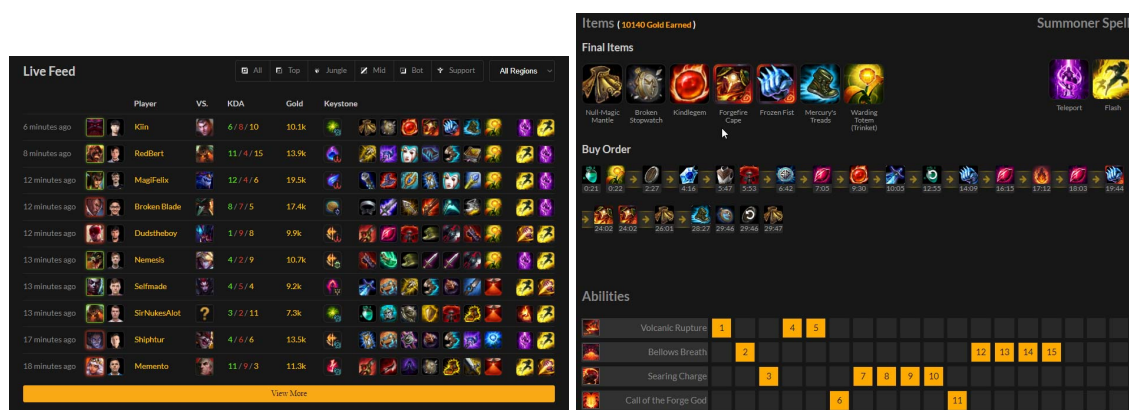 Live Feed
All
Top
Jungle
Mid
Bot
Support
All Regions
Player VS. KDA Gold Keystone
6 minutes ago Kiin 6 / 8 / 10 10.1k
8 minutes ago RedBert 11 / 4 / 15 13.9k
12 minutes ago MagiFelix 12 / 4 / 6 19.5k
12 minutes ago Broken Blade 8 / 7 / 5 17.4k
12 minutes ago Dudstheboy 1 / 9 / 8 9.9k
13 minutes ago Nemesis 4 / 2 / 9 10.7k
13 minutes ago Selfmade 4 / 5 / 4 9.2k
13 minutes ago SirNukesAlot ? 3 / 2 / 11 7.3k
17 minutes ago Shiphtur 4 / 6 / 6 13.5k
18 minutes ago Memento 11 / 9 / 3 11.3k
View More
Items ( 10140 Gold Earned )
Summoner Spell
Final Items
Null-Magic Mantle
Broken Stopwatch
Kindlegem
Forgefire Cape
Frozen Fist
Mercury's Treads
Warding Totem (Trinket)
Teleport
Flash
Buy Order
0:21 0:22 2:27 4:16 5:47 5:53 6:42 7:05 9:30 10:05 12:55 14:09 16:15 17:12 18:03 19:44
24:02 24:02 26:01 28:27 29:46 29:46 29:47
Abilities
Volcanic Rupture 1 4 5
Bellows Breath 2 12 13 14 15
Searing Charge 3 7 8 9 10
Call of the Forge God 6 11